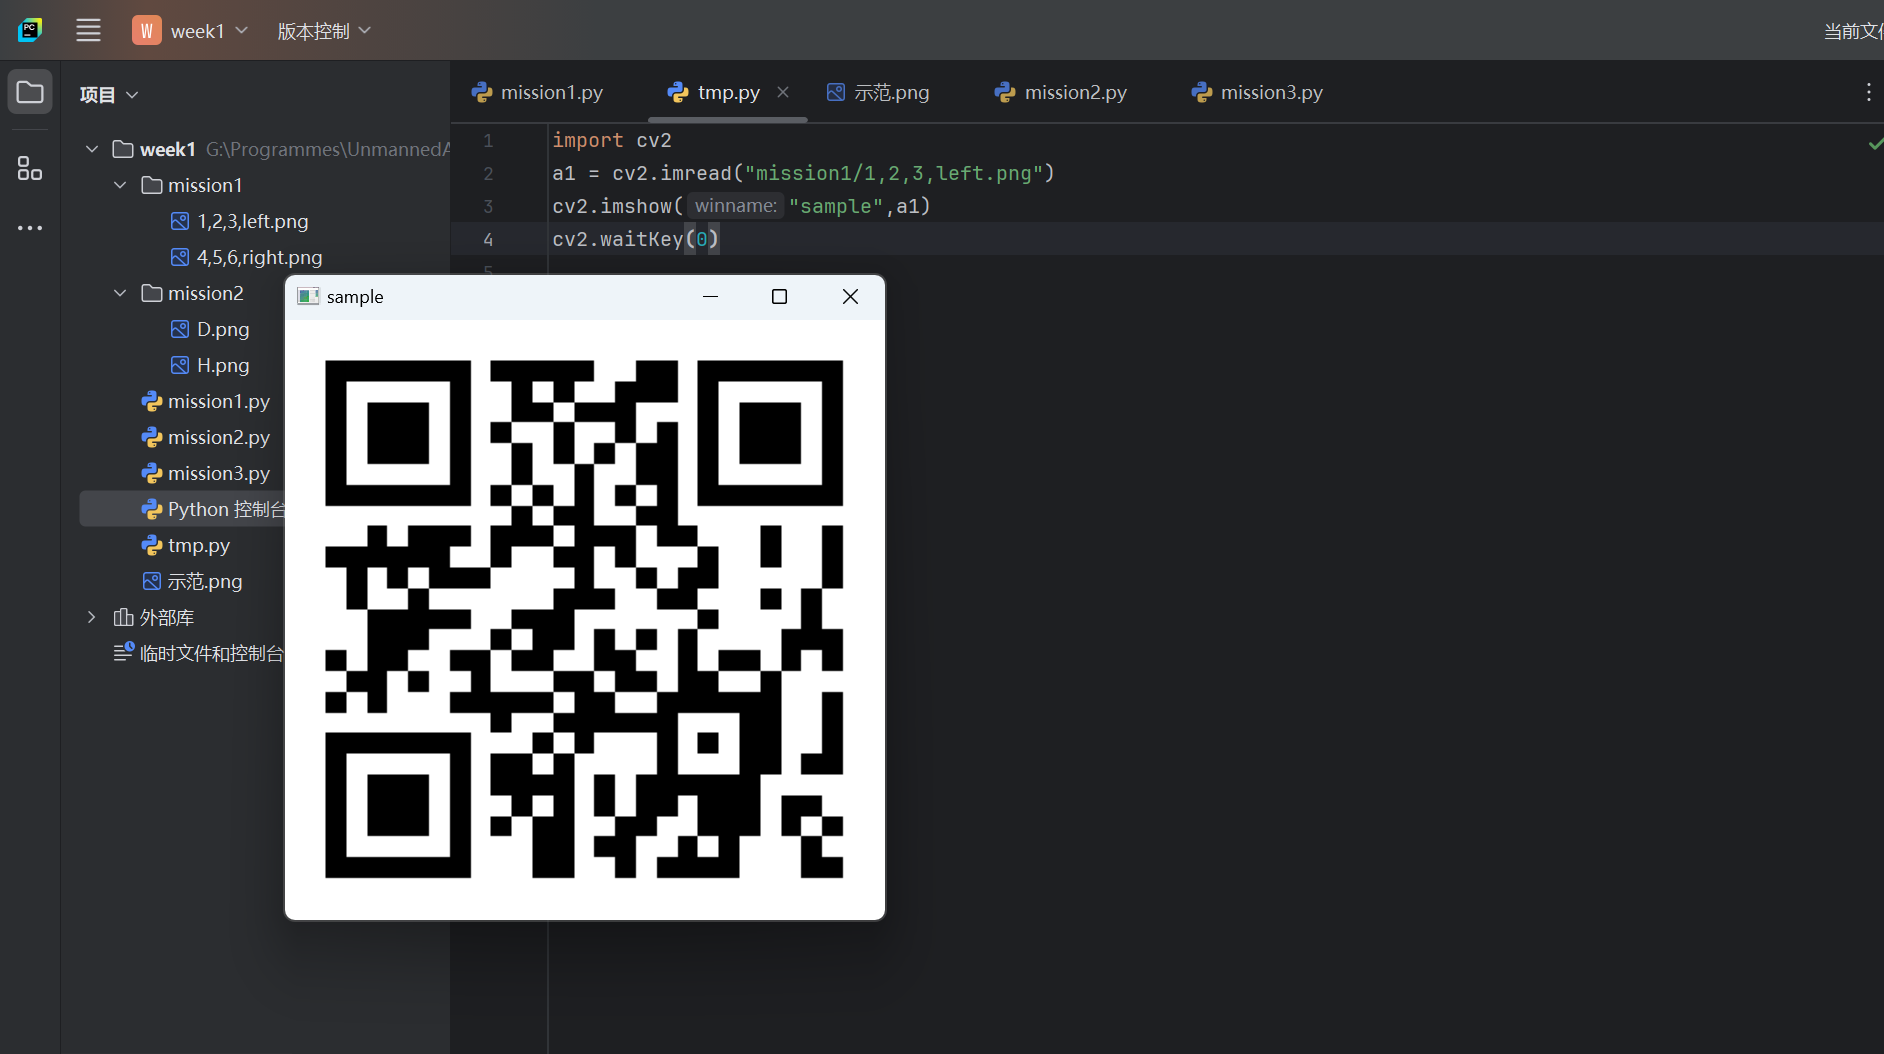 PC
W week1 版本控制
当前文
项目
week1 G:\Programmes\Unmanned
mission1
1,2,3,left.png
4,5,6,right.png
mission2
D.png
H.png
mission1.py
mission2.py
mission3.py
Python 控制台
tmp.py
示范.png
外部库
临时文件和控制台
mission1.py tmp.py 示范.png mission2.py mission3.py
1 import cv2
2 a1 = cv2.imread("mission1/1,2,3,left.png")
3 cv2.imshow( winname: "sample",a1)
4 cv2.waitKey(0)
5
sample